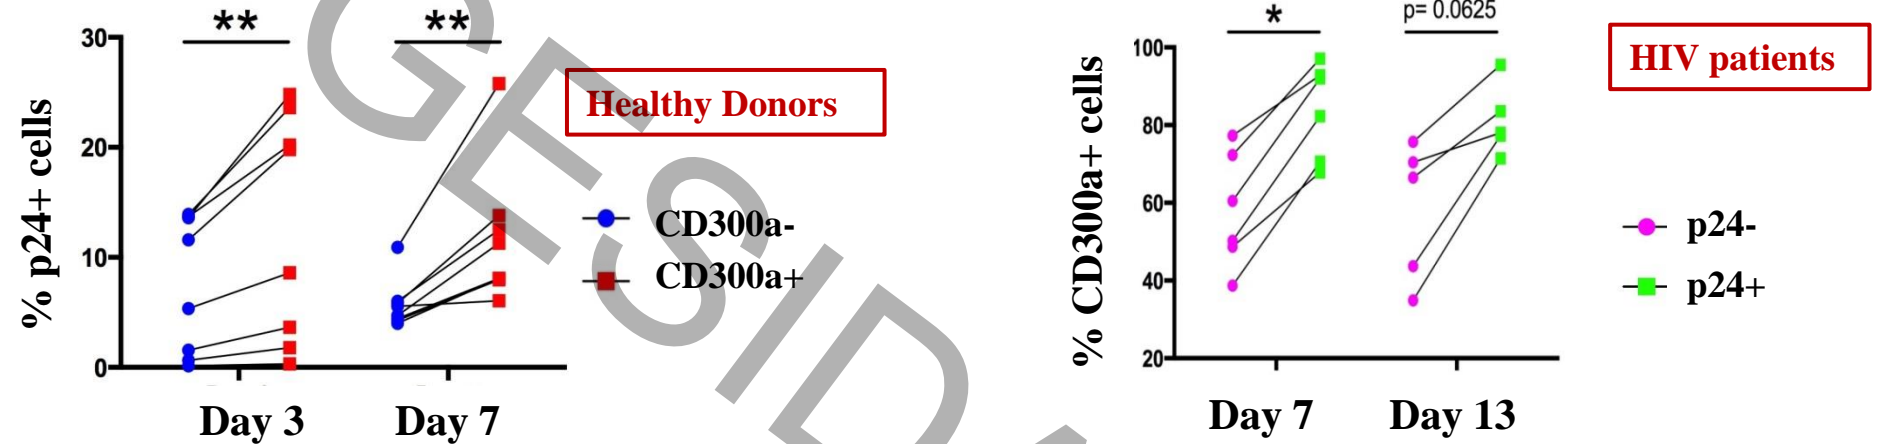 **
**
30
20
10
0
% p24+ cells
Day 3
Day 7
Healthy Donors
CD300a-
CD300a+
*
p= 0.0625
100
80
60
40
20
% CD300a+ cells
Day 7
Day 13
HIV patients
p24-
p24+
GESID